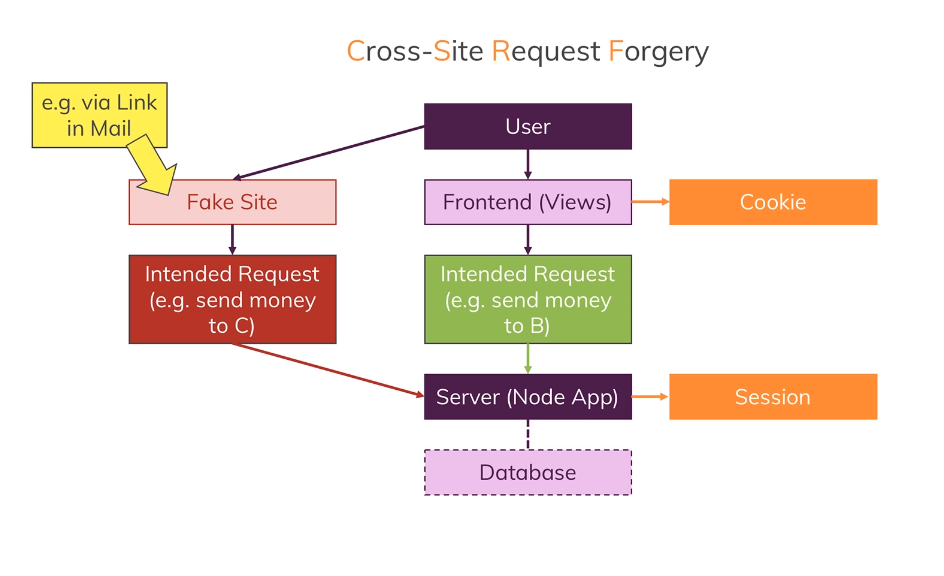 Cross-Site Request Forgery
e.g. via Link
in Mail
User
Fake Site
Frontend (Views)
Cookie
Intended Request
(e.g. send money
to C)
Intended Request
(e.g. send money
to B)
Server (Node App)
Session
Database